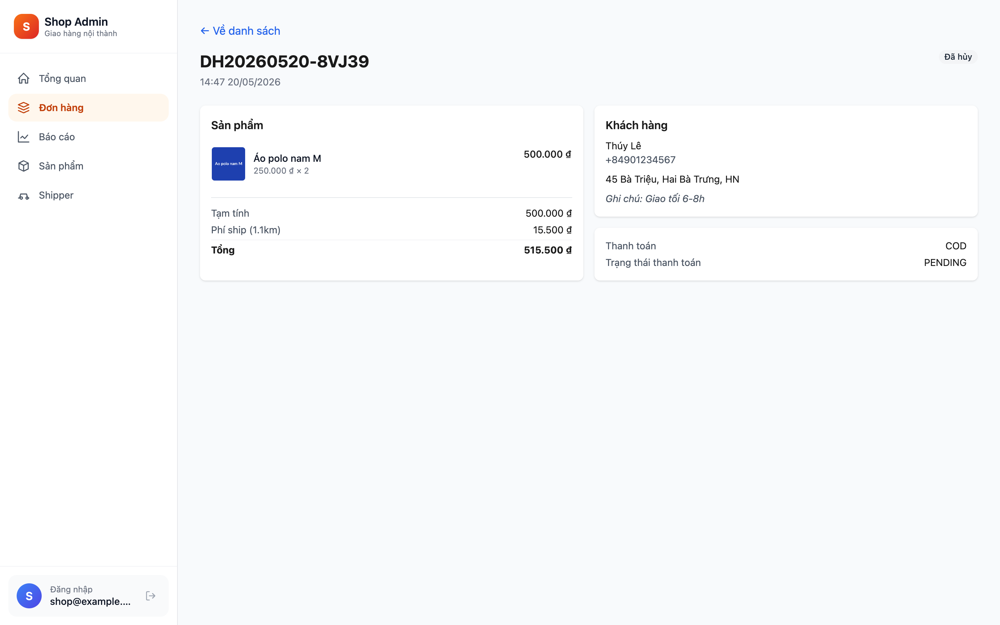 S
Shop Admin
Giao hàng nội thành
Tổng quan
Đơn hàng
Báo cáo
Sản phẩm
Shipper
S
Đăng nhập
shop@example....
← Về danh sách
DH20260520-8VJ39
Đã hủy
14:47 20/05/2026
Sản phẩm
Ao polo nam M
Áo polo nam M
500.000 ₫
250.000 ₫ × 2
Tạm tính 500.000 ₫
Phí ship (1.1km) 15.500 ₫
Tổng 515.500 ₫
Khách hàng
Thúy Lê
+84901234567
45 Bà Triệu, Hai Bà Trưng, HN
Ghi chú: Giao tối 6-8h
Thanh toán COD
Trạng thái thanh toán PENDING